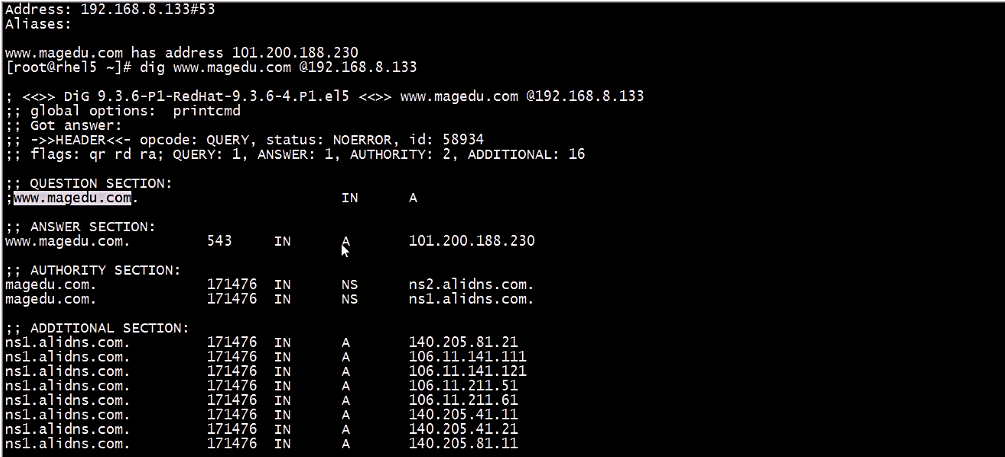 Address: 192.168.8.133#53
Aliases:
www.magedu.com has address 101.200.188.230
[root@rhel5 ~]# dig www.magedu.com @192.168.8.133
; <<>> DiG 9.3.6-P1-RedHat-9.3.6-4.P1.el5 <<>> www.magedu.com @192.168.8.133
;; global options:  printcmd
;; Got answer:
;; ->>HEADER<<- opcode: QUERY, status: NOERROR, id: 58934
;; flags: qr rd ra; QUERY: 1, ANSWER: 1, AUTHORITY: 2, ADDITIONAL: 16
;; QUESTION SECTION:
;www.magedu.com. IN A
;; ANSWER SECTION:
www.magedu.com. 543 IN A 101.200.188.230
;; AUTHORITY SECTION:
magedu.com. 171476 IN NS ns2.alidns.com.
magedu.com. 171476 IN NS ns1.alidns.com.
;; ADDITIONAL SECTION:
ns1.alidns.com. 171476 IN A 140.205.81.21
ns1.alidns.com. 171476 IN A 106.11.141.111
ns1.alidns.com. 171476 IN A 106.11.141.121
ns1.alidns.com. 171476 IN A 106.11.211.51
ns1.alidns.com. 171476 IN A 106.11.211.61
ns1.alidns.com. 171476 IN A 140.205.41.11
ns1.alidns.com. 171476 IN A 140.205.41.21
ns1.alidns.com. 171476 IN A 140.205.81.11